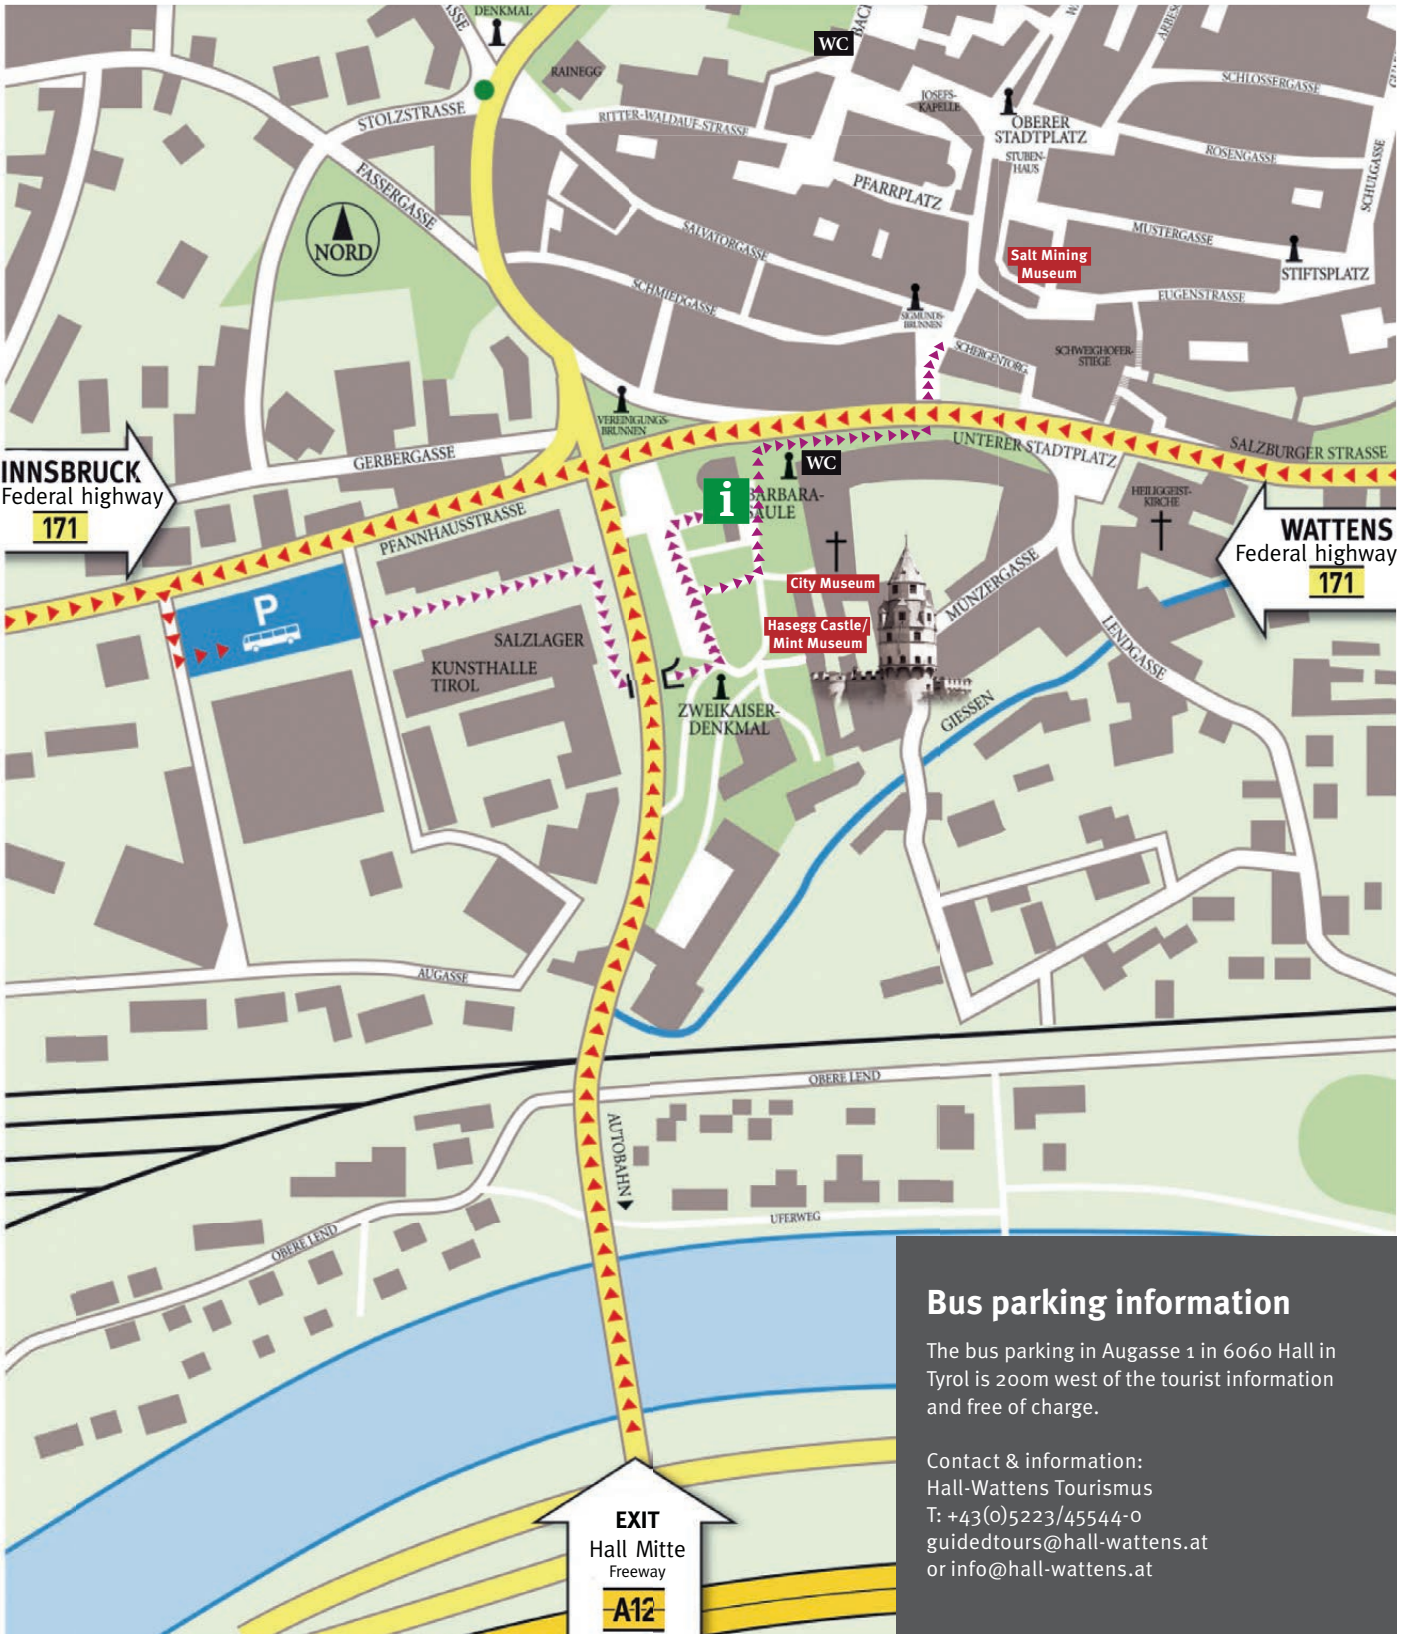 DENKMAL
WC
RAINEGG
STOLZSTRASSE
RITTER-WALDAUF-STRASSE
JOSEFS-
KAPELLE
OBERER
STADTPLATZ
STUBEN-
HAUS
SCHLOSSERGASSE
ROSENGASSE
SCHULGASSE
FASSERGASSE
NORD
PFARRPLATZ
SALVATORGASSE
MUSTERGASSE
STIFTSPLATZ
Salt Mining
Museum
EUGENSTRASSE
SCHMIEDGASSE
SIGMUNDS-
BRUNNEN
SCHERGENTORG.
SCHWEIGHOFER-
STIEGE
VEREINIGUNGS-
BRUNNEN
GERBERGASSE
UNTERER STADTPLATZ
SALZBURGER STRASSE
INNSBRUCK
Federal highway
171
WC
i
BARBARA-
SÄULE
HEILIGGEIST-
KIRCHE
WATTENS
Federal highway
171
PFANNHAUSSTRASSE
P
City Museum
Hasegg Castle/
Mint Museum
MÜNZERGASSE
LENDGASSE
SALZLAGER
KUNSTHALLE
TIROL
ZWEIKAISER-
DENKMAL
GIESSEN
AUGASSE
OBERE LEND
AUTOBAHN
UFERWEG
OBERE LEND
Bus parking information
The bus parking in Augasse 1 in 6060 Hall in
Tyrol is 200m west of the tourist information
and free of charge.
Contact & information:
Hall-Wattens Tourismus
T: +43(0)5223/45544-0
guidedtours@hall-wattens.at
or info@hall-wattens.at
EXIT
Hall Mitte
Freeway
A12